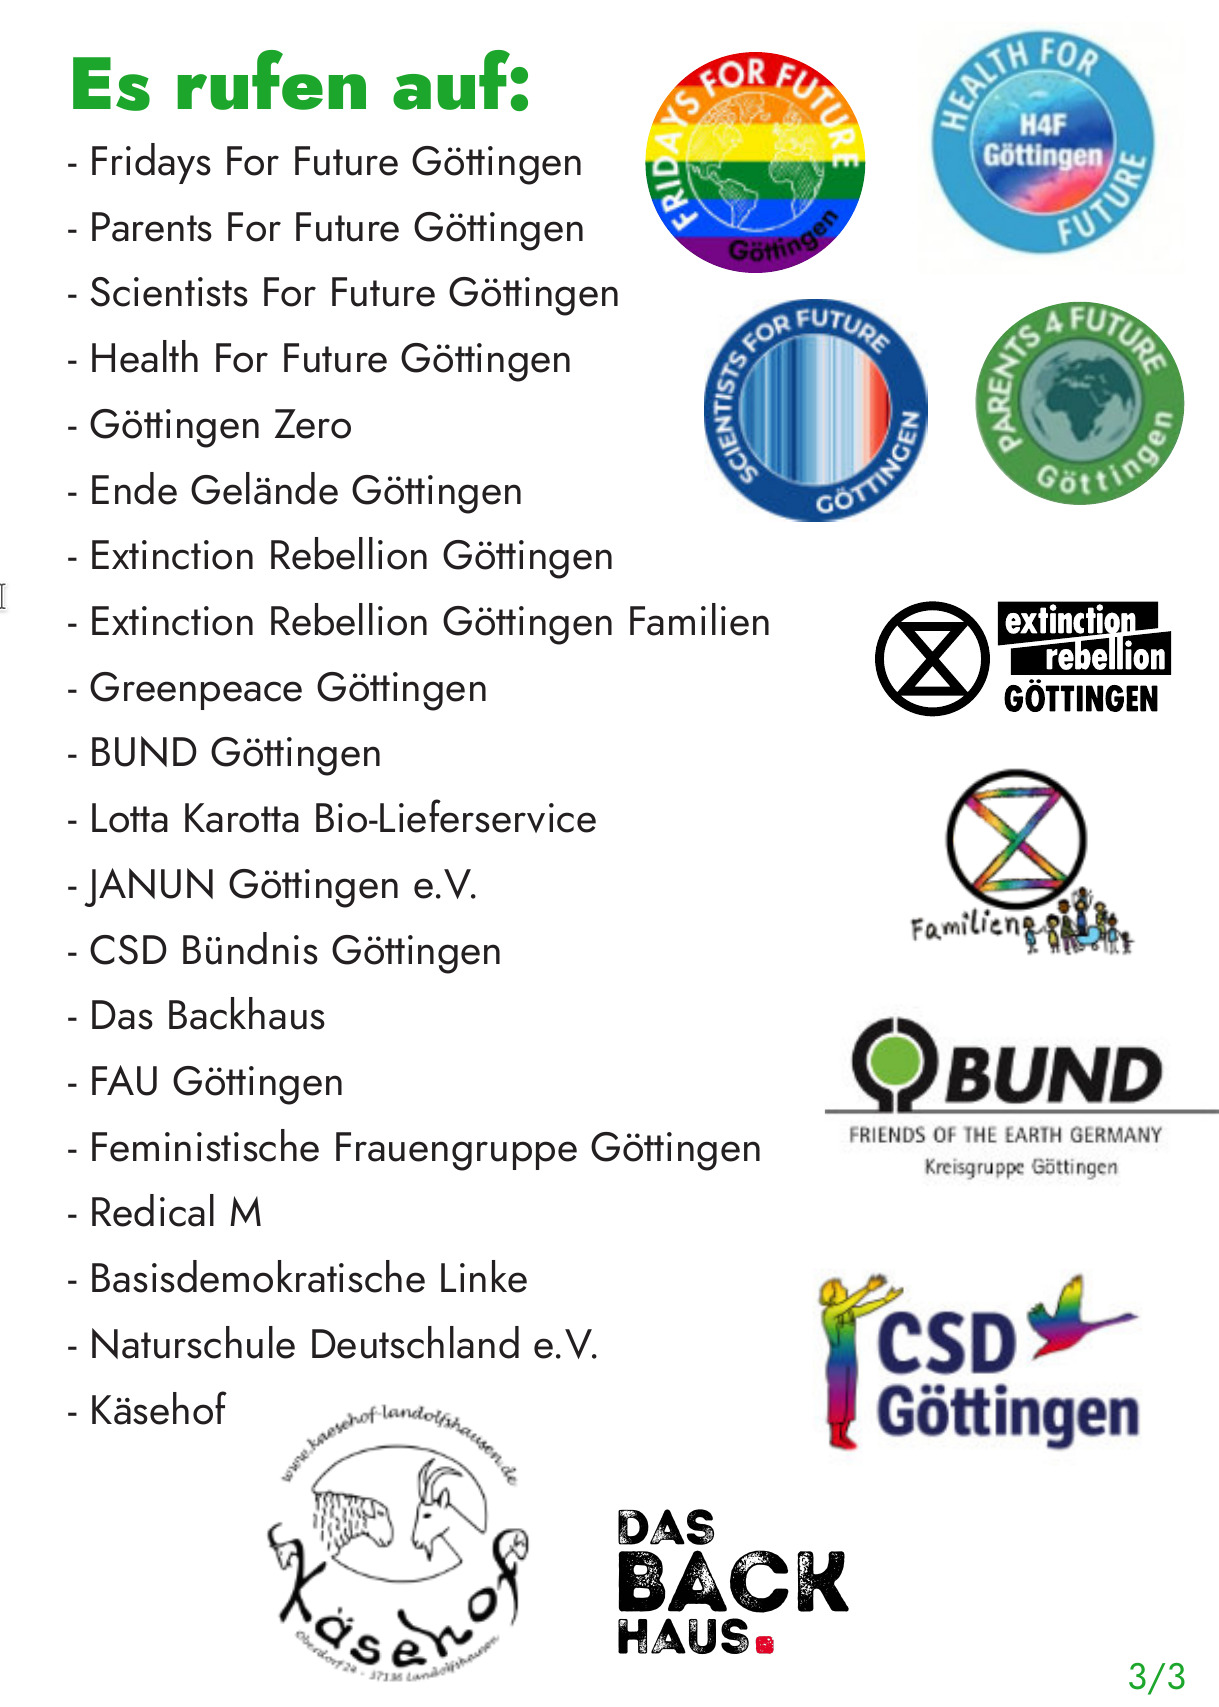 Es rufen auf:
- Fridays For Future Göttingen
- Parents For Future Göttingen
- Scientists For Future Göttingen
- Health For Future Göttingen
- Göttingen Zero
- Ende Gelände Göttingen
- Extinction Rebellion Göttingen
- Extinction Rebellion Göttingen Familien
- Greenpeace Göttingen
- BUND Göttingen
- Lotta Karotta Bio-Lieferservice
- JANUN Göttingen e.V.
- CSD Bündnis Göttingen
- Das Backhaus
- FAU Göttingen
- Feministische Frauengruppe Göttingen
- Redical M
- Basisdemokratische Linke
- Naturschule Deutschland e.V.
- Käsehof
FRIDAYS FOR FUTURE
Göttingen
HEALTH FOR FUTURE
H4F
Göttingen
SCIENTISTS FOR FUTURE
GÖTTINGEN
PARENTS 4 FUTURE
Göttingen
extinction
rebellion
GÖTTINGEN
Familien
BUND
FRIENDS OF THE EARTH GERMANY
Kreisgruppe Göttingen
CSD
Göttingen
www.kaesehof-landolfshausen.de
Käsehof
Oberdorf 24 - 37136 Landolfshausen
DAS
BACK
HAUS.
3/3